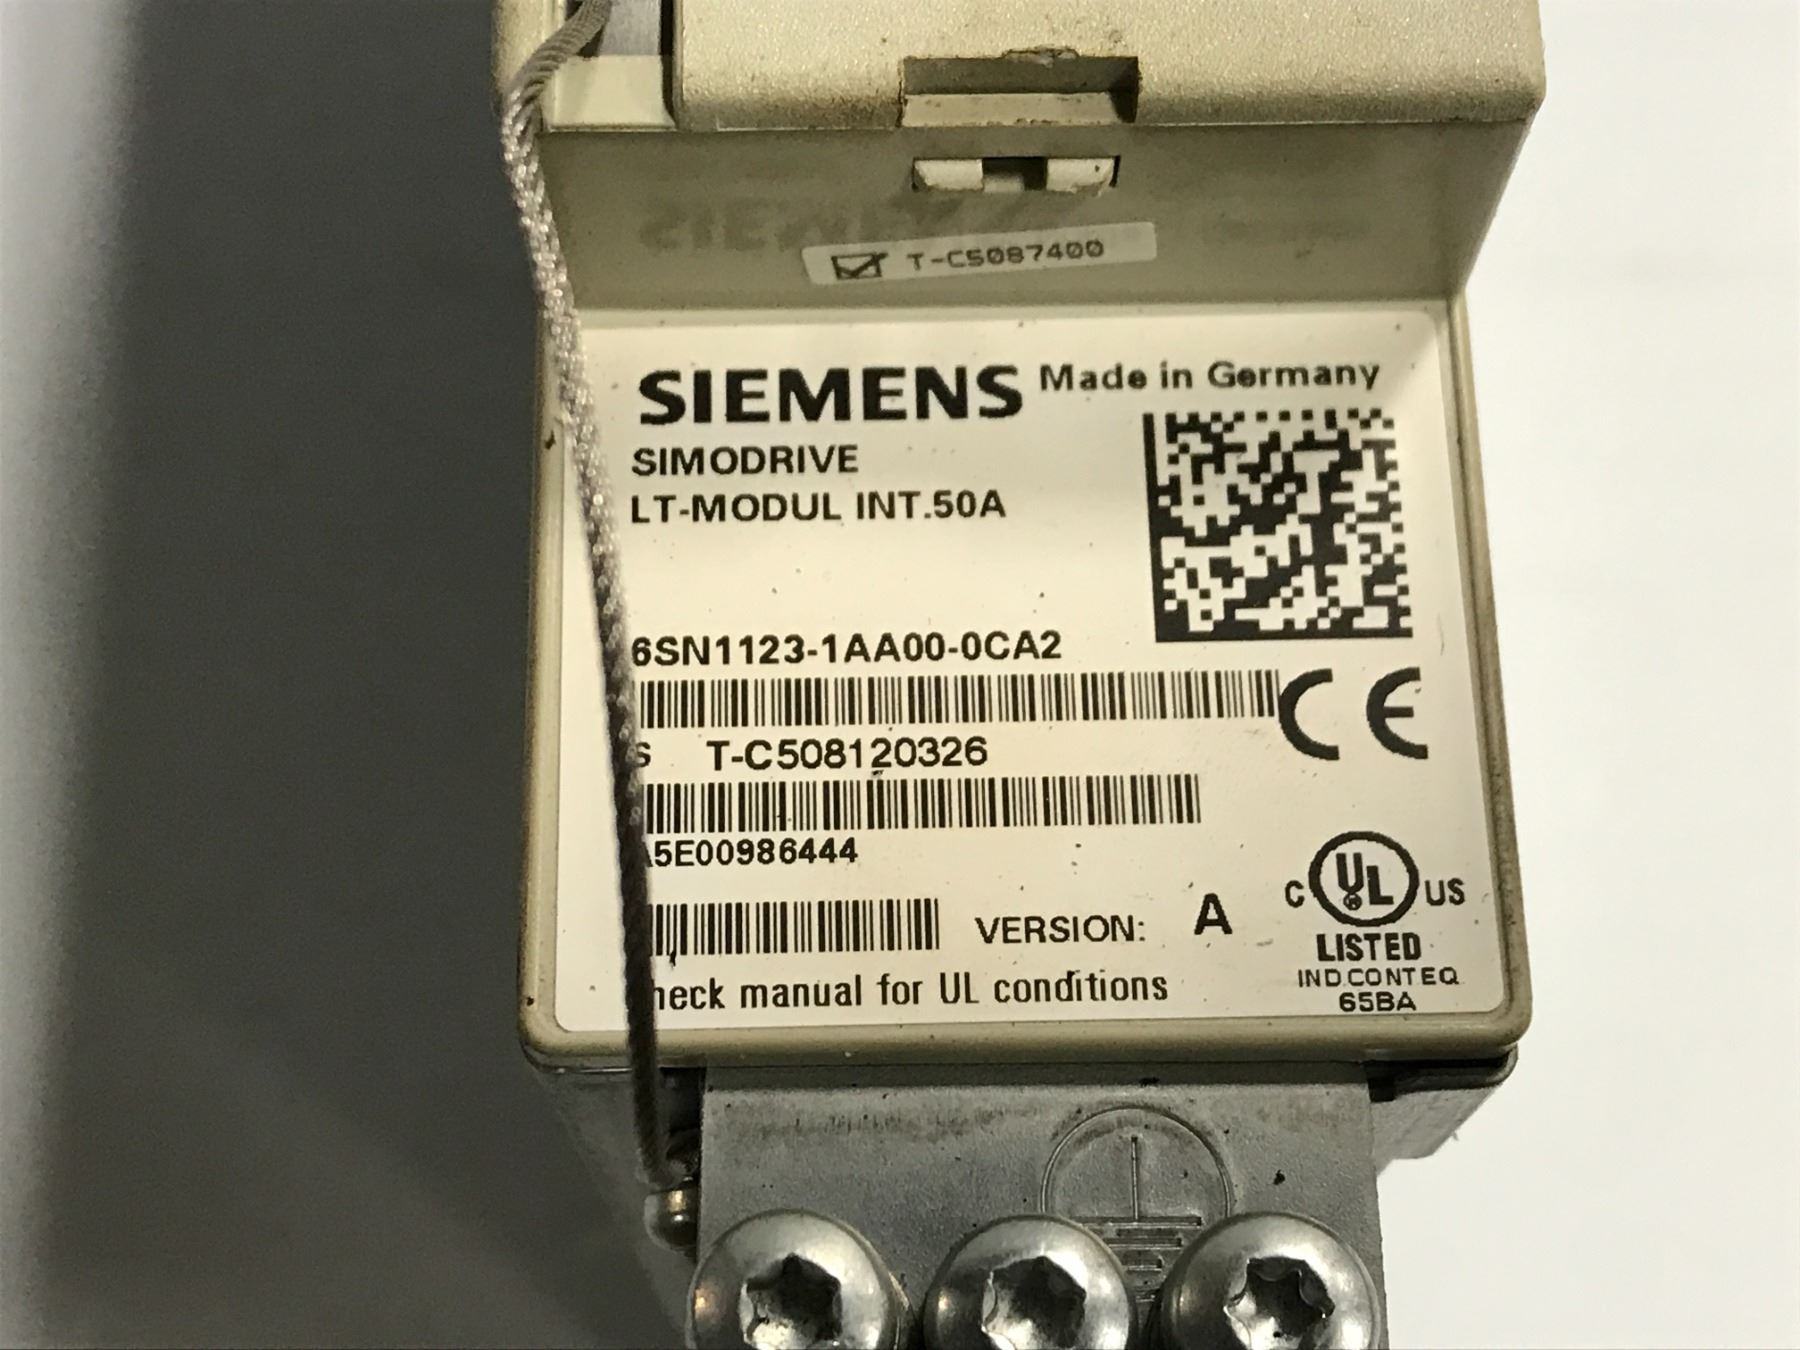 T-C5087400
SIEMENS Made in Germany
SIMODRIVE
LT-MODUL INT.50A
6SN1123-1AA00-0CA2
CE
S T-C508120326
A5E00986444
VERSION: A
C UL US
LISTED
IND.CONT.EQ
65BA
heck manual for UL conditions